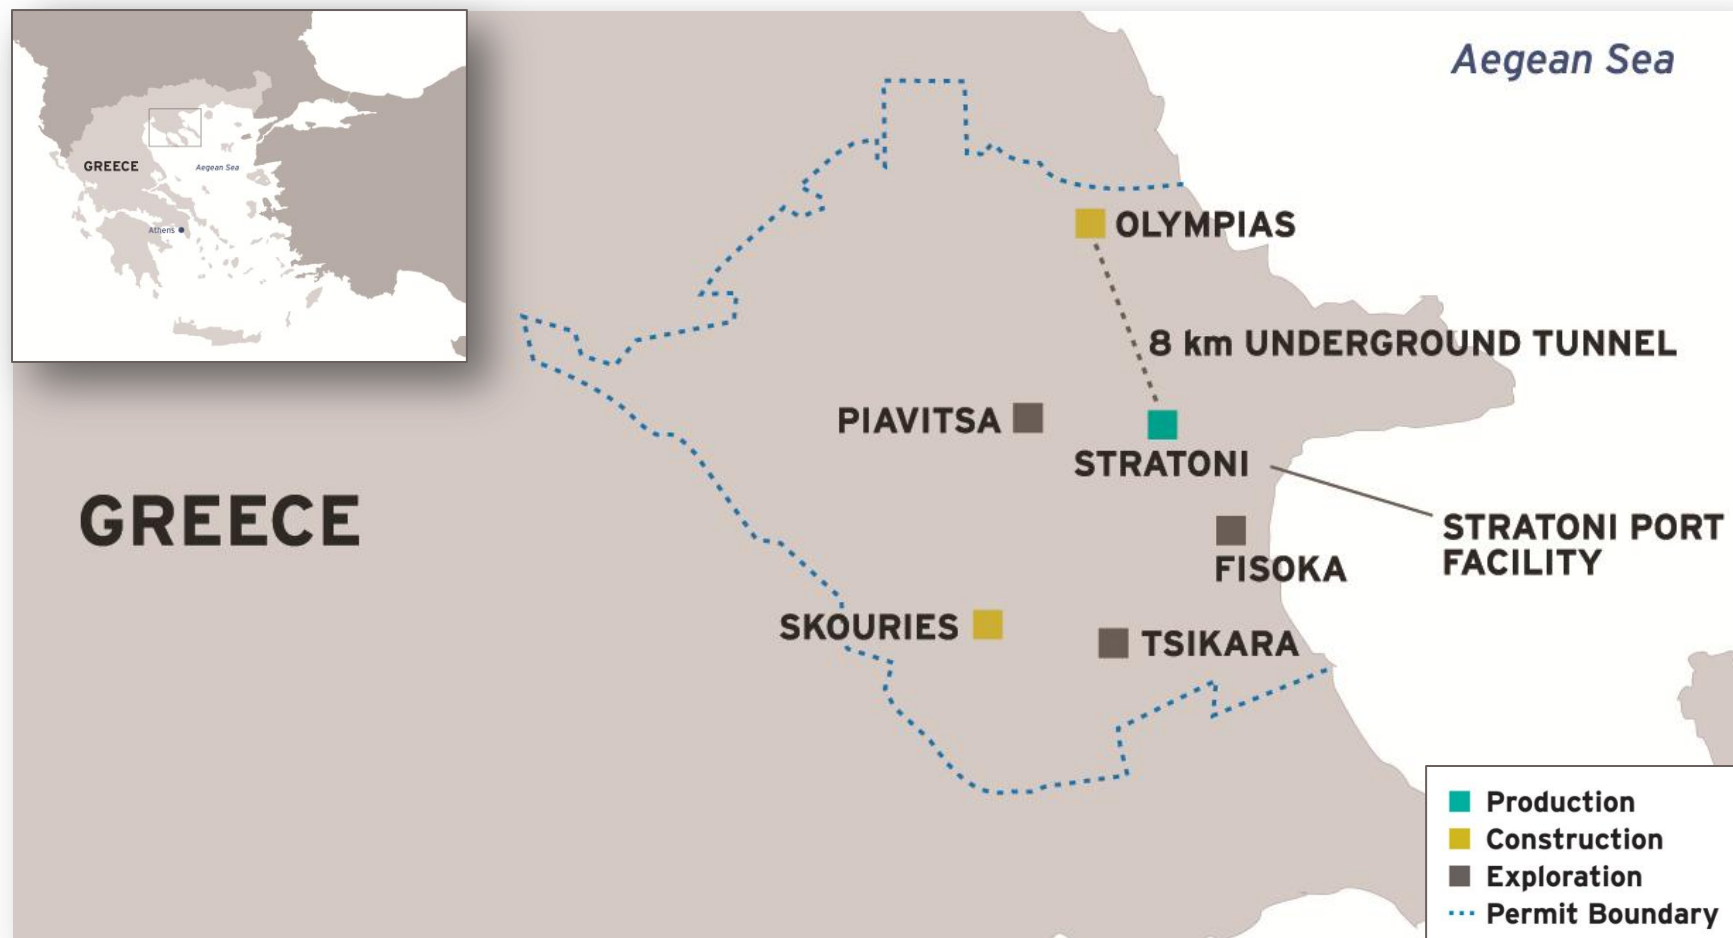 Aegean Sea
GREECE
Aegean Sea
Athens
OLYMPIAS
8 km UNDERGROUND TUNNEL
PIAVITSA
STRATONI
GREECE
STRATONI PORT
FACILITY
FISOKA
SKOURIES
TSIKARA
Production
Construction
Exploration
Permit Boundary